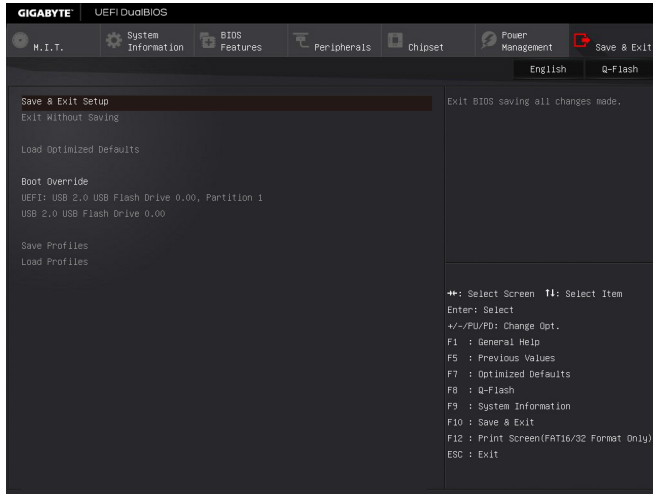 GIGABYTE™ UEFI DualBIOS
M.I.T.
System Information
BIOS Features
Peripherals
Chipset
Power Management
Save & Exit
English Q-Flash
Save & Exit Setup
Exit Without Saving
Load Optimized Defaults
Boot Override
UEFI: USB 2.0 USB Flash Drive 0.00, Partition 1
USB 2.0 USB Flash Drive 0.00
Save Profiles
Load Profiles
Exit BIOS saving all changes made.
→←: Select Screen ↑↓: Select Item
Enter: Select
+/-/PU/PD: Change Opt.
F1 : General Help
F5 : Previous Values
F7 : Optimized Defaults
F8 : Q-Flash
F9 : System Information
F10 : Save & Exit
F12 : Print Screen(FAT16/32 Format Only)
ESC : Exit